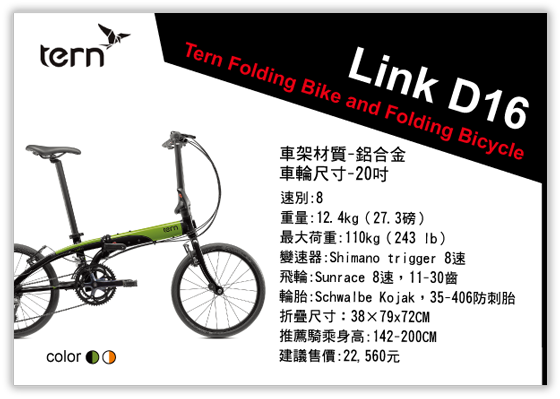 tern
Link D16
Tern Folding Bike and Folding Bicycle
車架材質-鋁合金
車輪尺寸-20吋
速別:8
重量:12.4kg（27.3磅）
最大荷重:110kg（243 lb）
變速器:Shimano trigger 8速
飛輪:Sunrace 8速，11-30齒
輪胎:Schwalbe Kojak，35-406防刺胎
折疊尺寸：38×79x72CM
推薦騎乘身高:142-200CM
建議售價:22,560元
tern
color